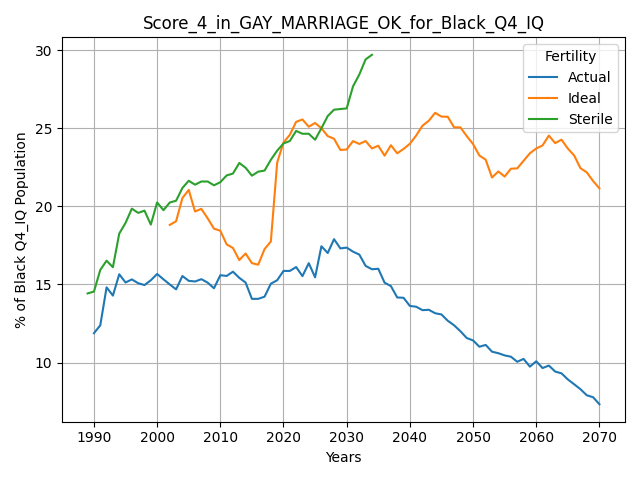 Score_4_in_GAY_MARRIAGE_OK_for_Black_Q4_IQ
Fertility
Actual
Ideal
Sterile
% of Black Q4_IQ Population
30
25
20
15
10
1990
2000
2010
2020
2030
2040
2050
2060
2070
Years